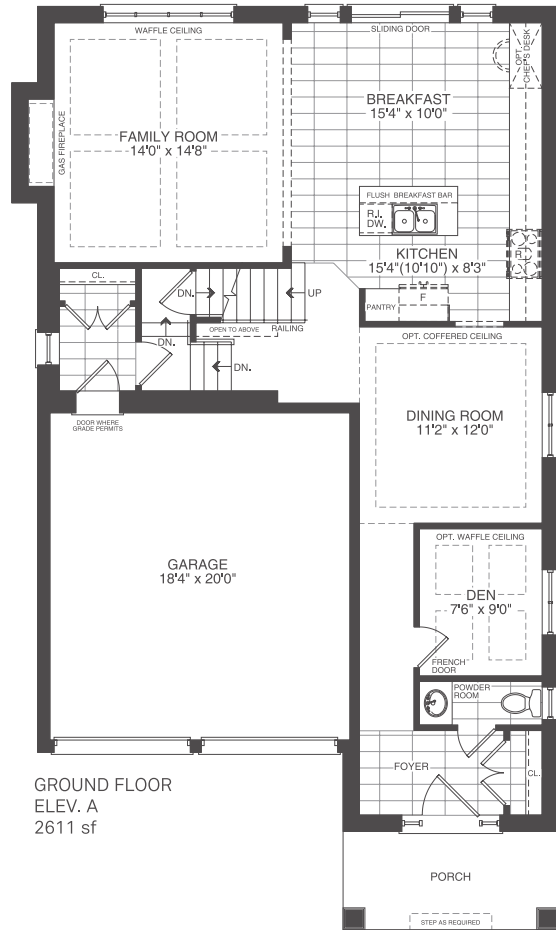 WAFFLE CEILING
SLIDING DOOR
OPT.
CHEF'S DESK
BREAKFAST
15'4" x 10'0"
FAMILY ROOM
14'0" x 14'8"
GAS FIREPLACE
FLUSH BREAKFAST BAR
R.I.
DW.
KITCHEN
15'4"(10'10") x 8'3"
R
CL.
DN.
UP
F
PANTRY
OPEN TO ABOVE
RAILING
DN.
DN.
OPT. COFFERED CEILING
DINING ROOM
11'2" x 12'0"
DOOR WHERE
GRADE PERMITS
GARAGE
18'4" x 20'0"
OPT. WAFFLE CEILING
DEN
7'6" x 9'0"
FRENCH
DOOR
POWDER
ROOM
FOYER
CL.
GROUND FLOOR
ELEV. A
2611 sf
PORCH
STEP AS REQUIRED